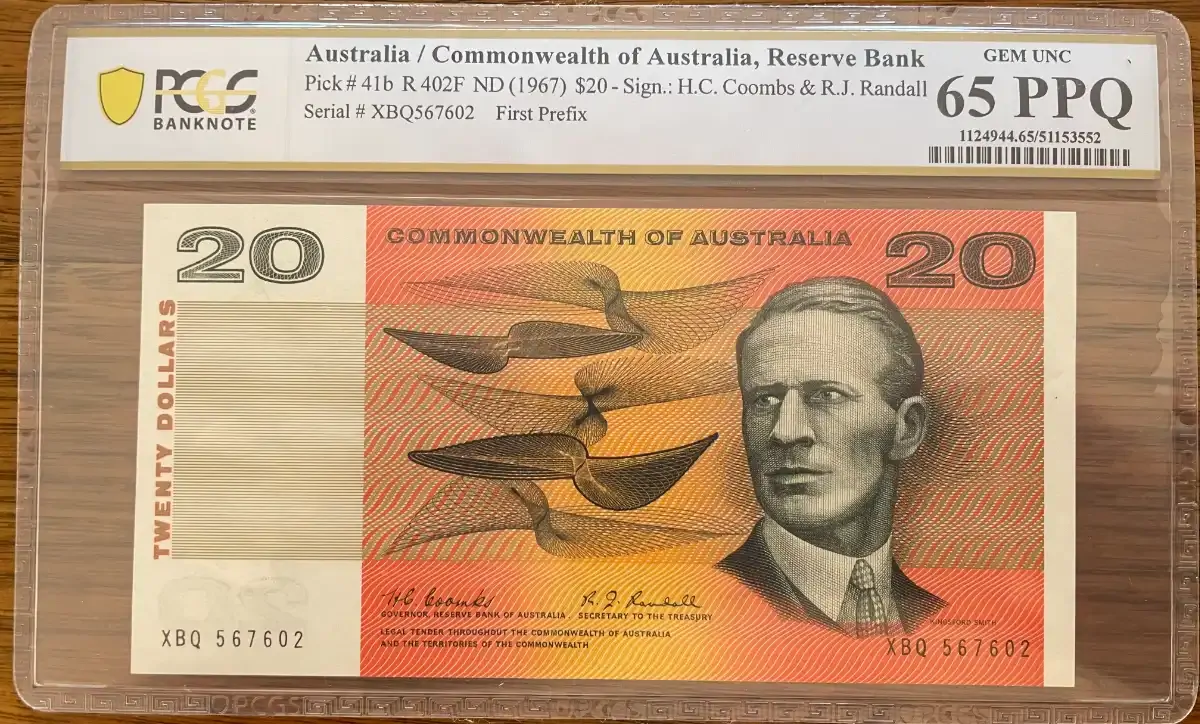 PCGS
BANKNOTE
Australia / Commonwealth of Australia, Reserve Bank
Pick # 41b R 402F ND (1967) $20 - Sign.: H.C. Coombs & R.J. Randall
Serial # XBQ567602 First Prefix
GEM UNC
65 PPQ
1124944.65/51153552
20
COMMONWEALTH OF AUSTRALIA
20
TWENTY DOLLARS
H.C. Coombs
R. J. Randall
GOVERNOR, RESERVE BANK OF AUSTRALIA . SECRETARY TO THE TREASURY
LEGAL TENDER THROUGHOUT THE COMMONWEALTH OF AUSTRALIA
AND THE TERRITORIES OF THE COMMONWEALTH
KINGSFORD SMITH
XBQ 567602
XBQ 567602
PCGS